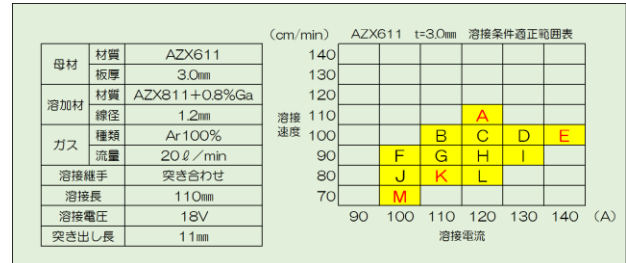 (cm/min) AZX611 t=3.0㎜ 溶接条件適正範囲表
母材 材質 AZX611
板厚 3.0㎜
溶加材 材質 AZX811+0.8%Ga
線径 1.2㎜
ガス 種類 Ar100%
流量 20ℓ/min
溶接継手 突き合わせ
溶接長 110㎜
溶接電圧 18V
突き出し長 11㎜
溶接速度
140
130
120
110 A
100 B C D E
90 F G H I
80 J K L
70 M
90 100 110 120 130 140 (A)
溶接電流